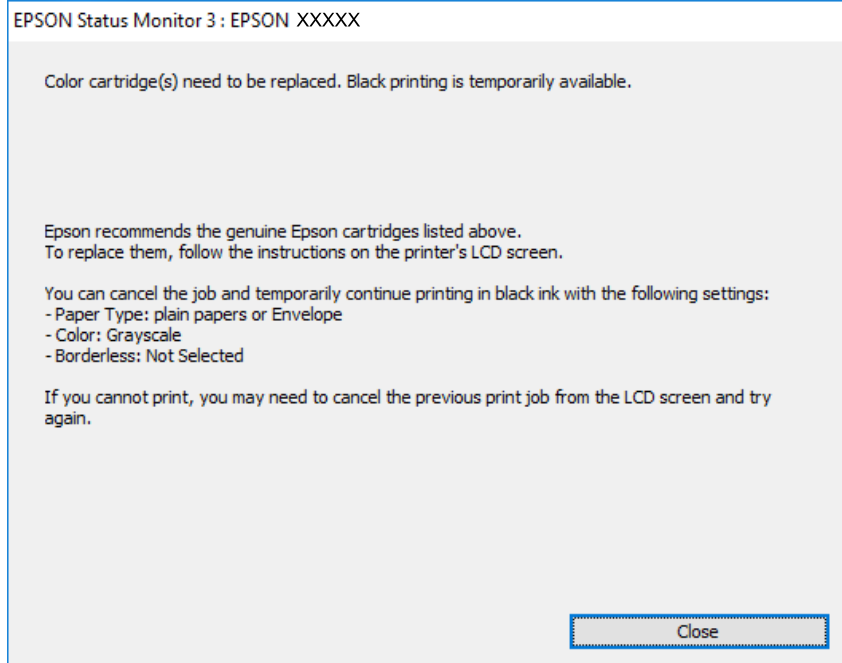 EPSON Status Monitor 3 : EPSON XXXXX
Color cartridge(s) need to be replaced. Black printing is temporarily available.
Epson recommends the genuine Epson cartridges listed above.
To replace them, follow the instructions on the printer's LCD screen.
You can cancel the job and temporarily continue printing in black ink with the following settings:
- Paper Type: plain papers or Envelope
- Color: Grayscale
- Borderless: Not Selected
If you cannot print, you may need to cancel the previous print job from the LCD screen and try
again.
Close